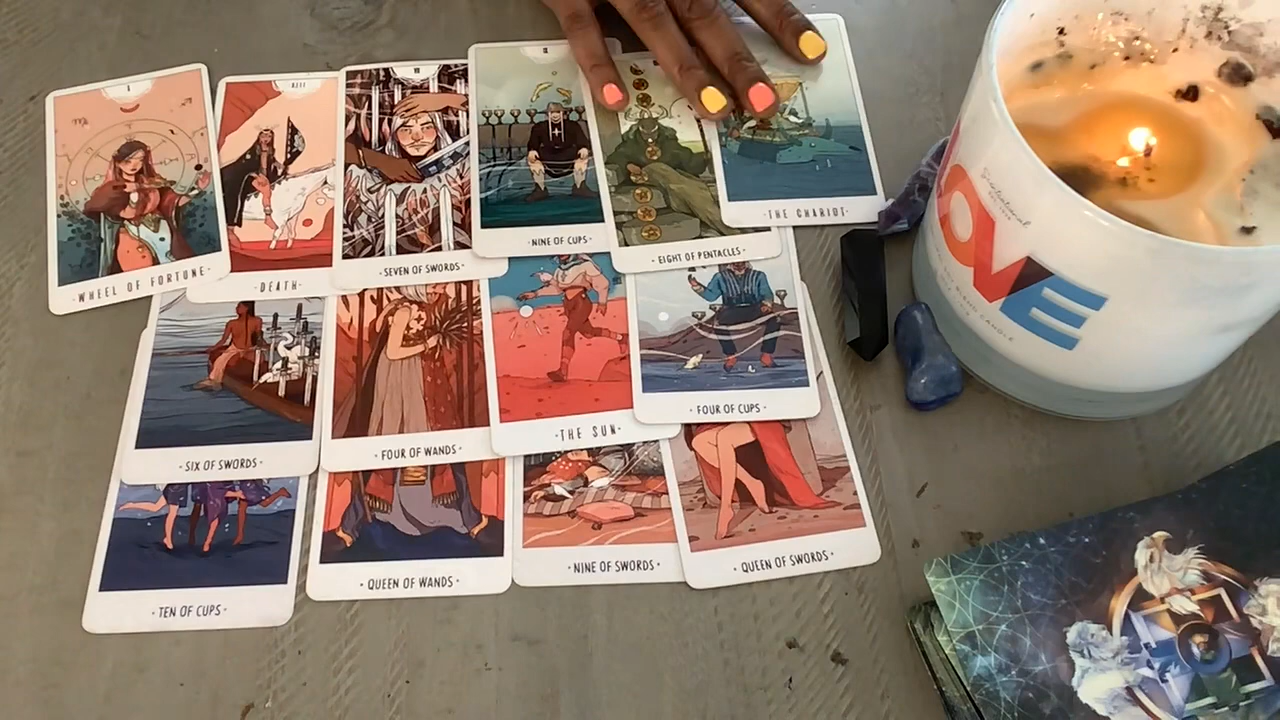 · WHEEL OF FORTUNE ·
· DEATH ·
· SEVEN OF SWORDS ·
· NINE OF CUPS ·
· EIGHT OF PENTACLES ·
· THE CHARIOT ·
· SIX OF SWORDS ·
· FOUR OF WANDS ·
· THE SUN ·
· FOUR OF CUPS ·
· TEN OF CUPS ·
· QUEEN OF WANDS ·
· NINE OF SWORDS ·
· QUEEN OF SWORDS ·
LOVE